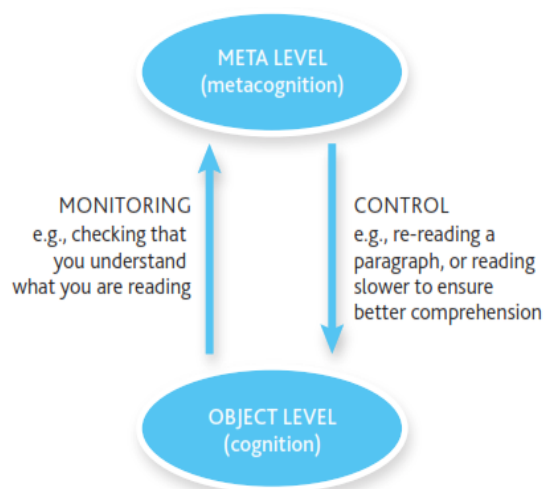 META LEVEL
(metacognition)
MONITORING
e.g., checking that
you understand
what you are reading
CONTROL
e.g., re-reading a
paragraph, or reading
slower to ensure
better comprehension
OBJECT LEVEL
(cognition)